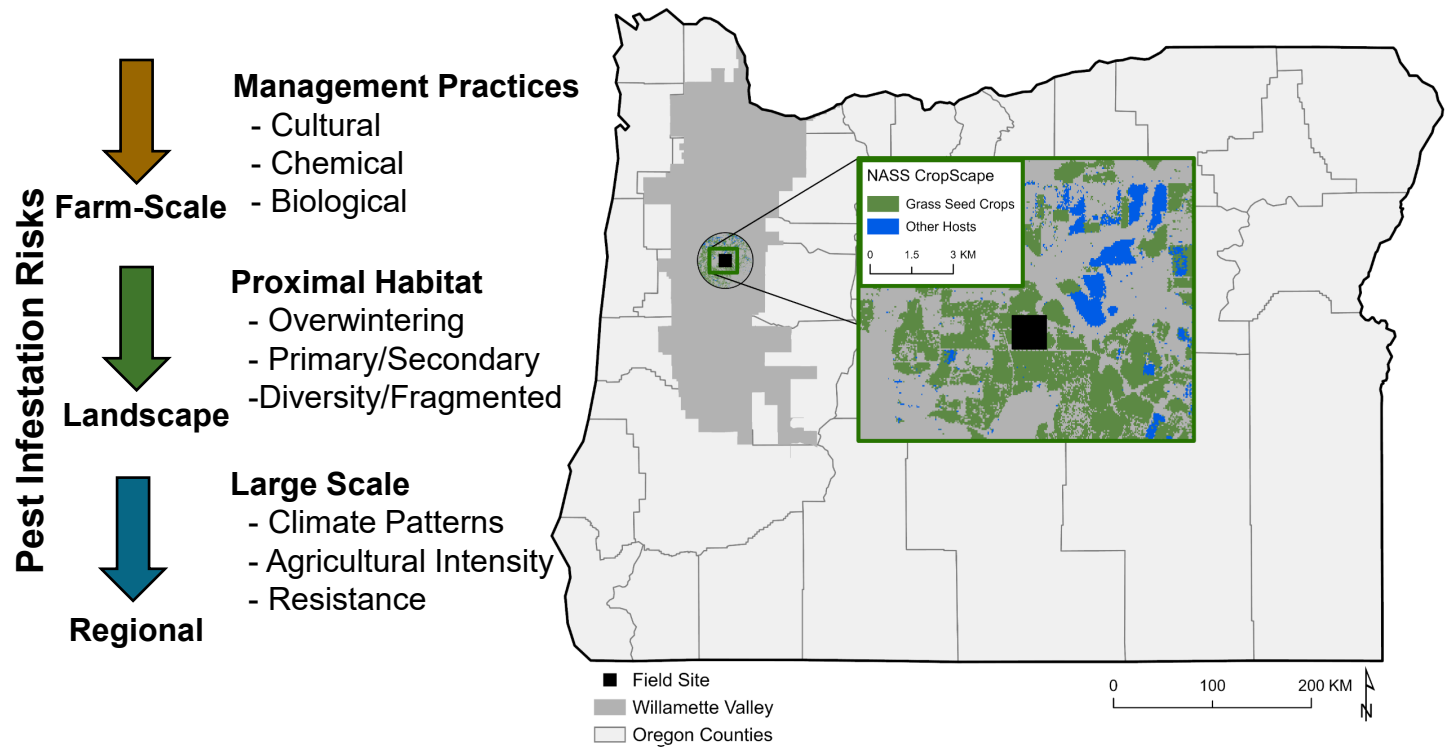 Pest Infestation Risks
Farm-Scale
Management Practices
- Cultural
- Chemical
- Biological
Landscape
Proximal Habitat
- Overwintering
- Primary/Secondary
-Diversity/Fragmented
Regional
Large Scale
- Climate Patterns
- Agricultural Intensity
- Resistance
NASS CropScape
Grass Seed Crops
Other Hosts
0 1.5 3 KM
Field Site
Willamette Valley
Oregon Counties
0 100 200 KM
N